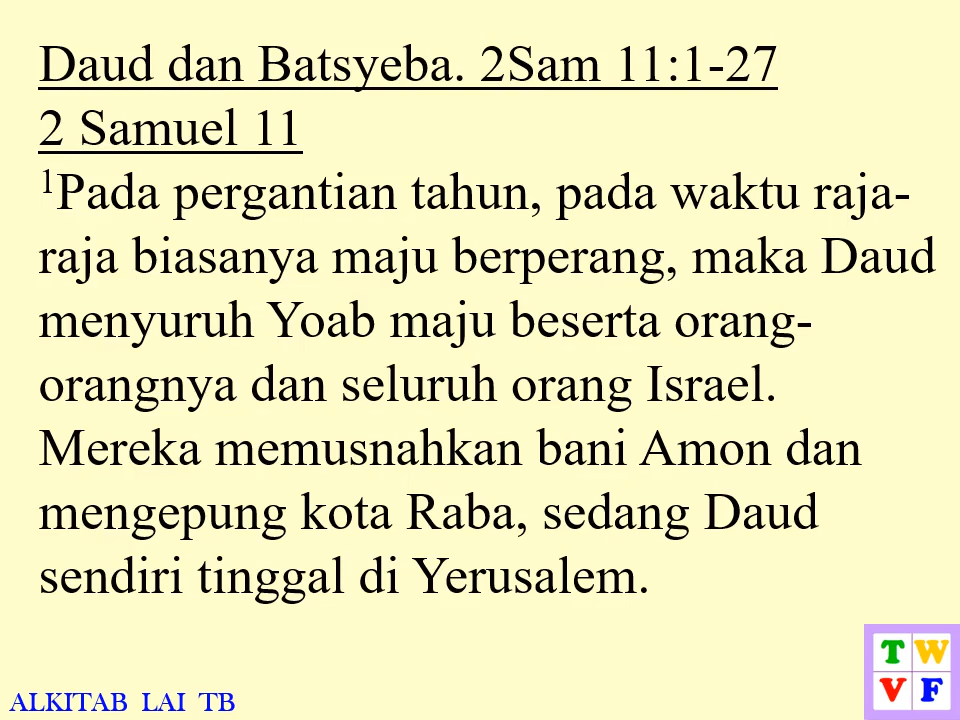 Daud dan Batsyeba. 2Sam 11:1-27
2 Samuel 11
¹Pada pergantian tahun, pada waktu raja-
raja biasanya maju berperang, maka Daud
menyuruh Yoab maju beserta orang-
orangnya dan seluruh orang Israel.
Mereka memusnahkan bani Amon dan
mengepung kota Raba, sedang Daud
sendiri tinggal di Yerusalem.
T W
V F
ALKITAB LAI TB